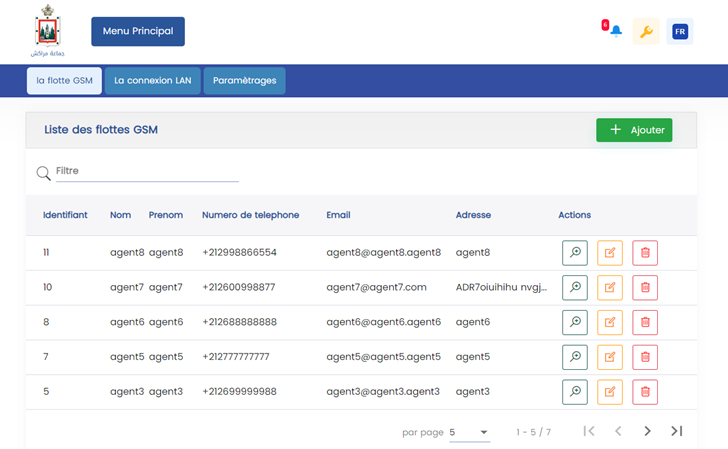 Menu Principal
6
FR
جماعة مراكش
la flotte GSM
La connexion LAN
Paramètrages
Liste des flottes GSM
+ Ajouter
Filtre
Identifiant Nom Prenom Numero de telephone Email Adresse Actions
11 agent8 agent8 +212998866554 agent8@agent8.agent8 agent8
10 agent7 agent7 +212600998877 agent7@agent7.com ADR7oiuihihu nvgj...
8 agent6 agent6 +212688888888 agent6@agent6.agent6 agent6
7 agent5 agent5 +212777777777 agent5@agent5.agent5 agent5
5 agent3 agent3 +212699999988 agent3@agent3.agent3 agent3
par page 5 1 - 5 / 7